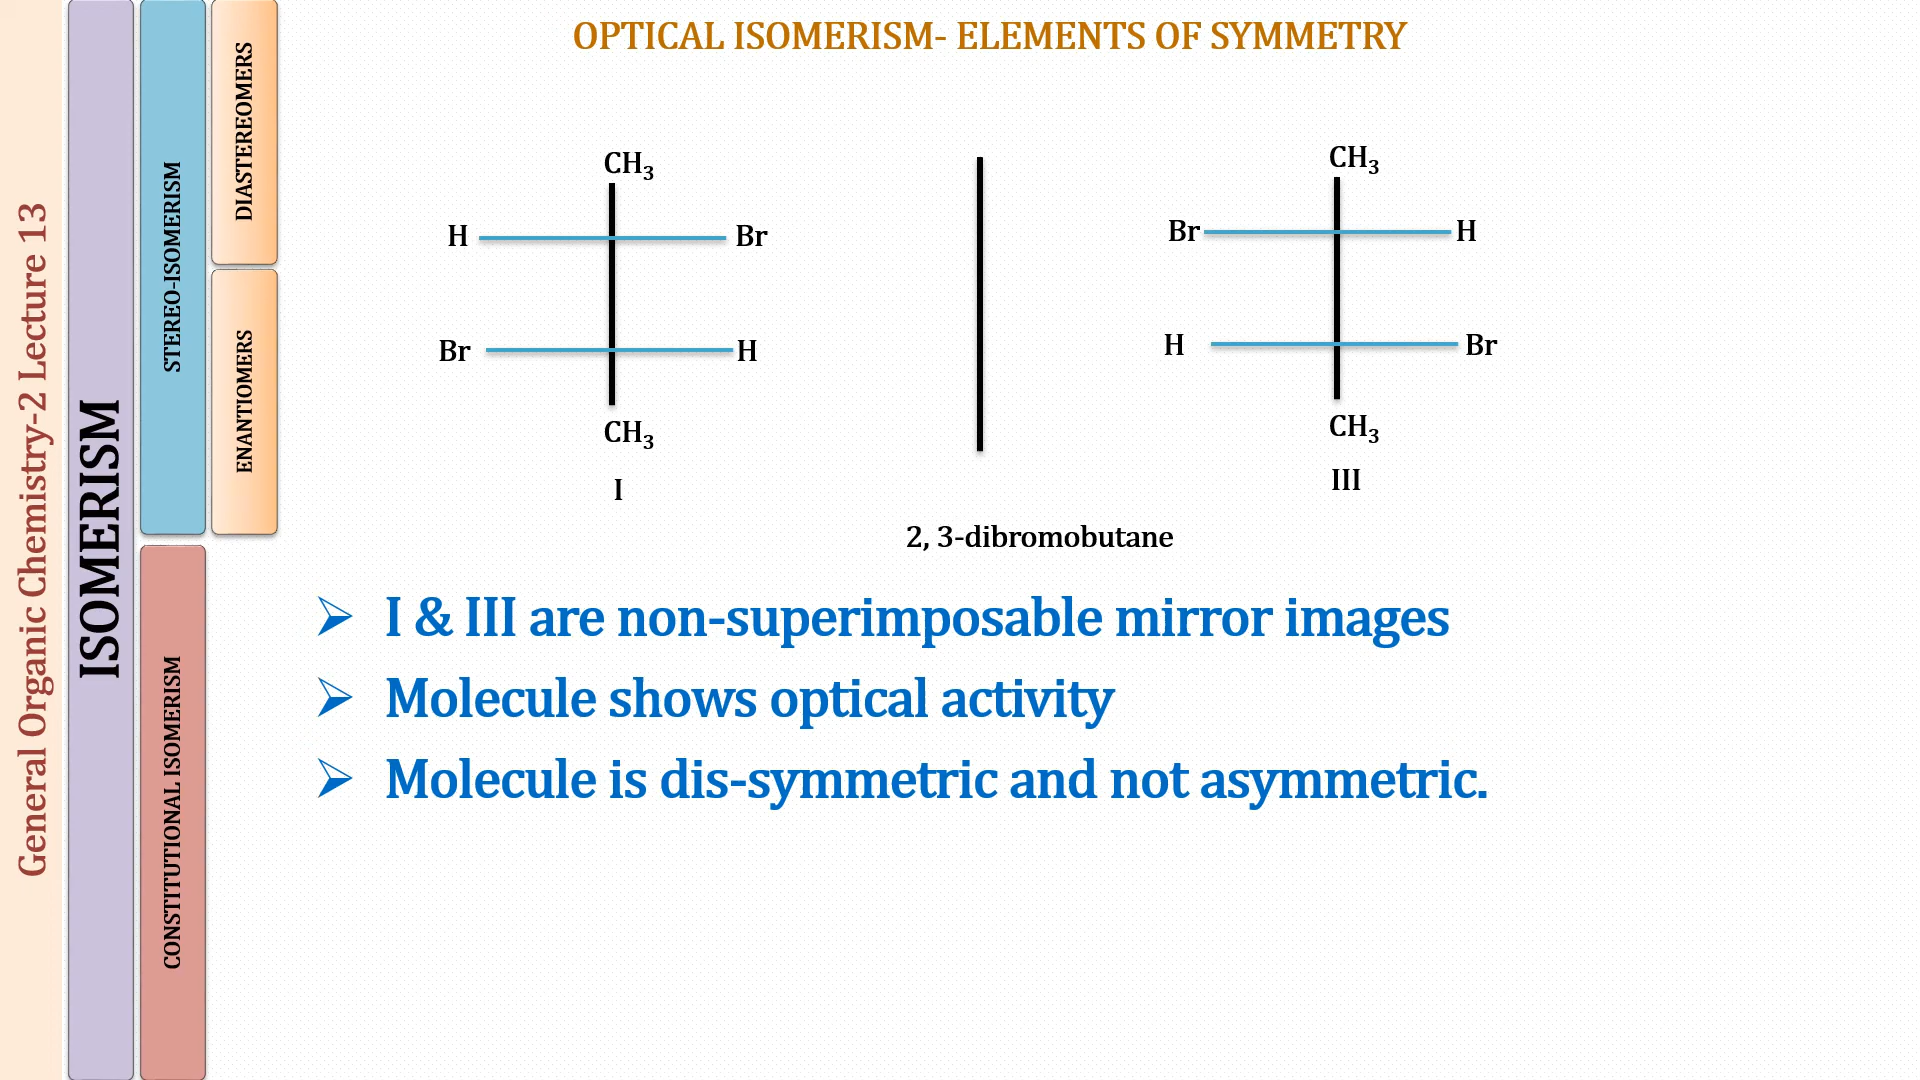 General Organic Chemistry-2 Lecture 13
ISOMERISM
STEREO-ISOMERISM
CONSTITUTIONAL ISOMERISM
DIASTEREOMERS
ENANTIOMERS
OPTICAL ISOMERISM- ELEMENTS OF SYMMETRY
CH₃
H Br
Br H
CH₃
I
CH₃
Br H
H Br
CH₃
III
2, 3-dibromobutane
➢ I & III are non-superimposable mirror images
➢ Molecule shows optical activity
➢ Molecule is dis-symmetric and not asymmetric.